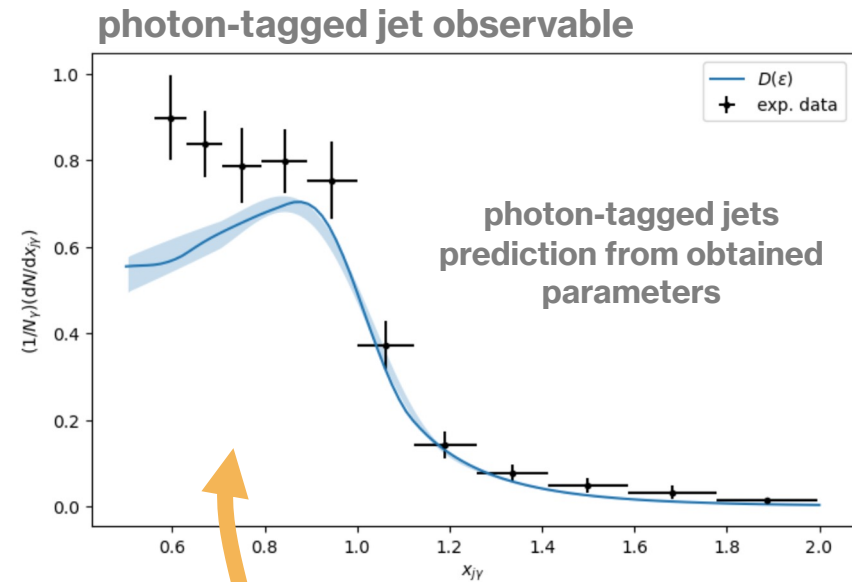 photon-tagged jet observable
1.0
0.8
0.6
0.4
0.2
0.0
(1/Nγ)(dN/dxjγ)
D(ε)
exp. data
photon-tagged jets
prediction from obtained
parameters
0.6 0.8 1.0 1.2 1.4 1.6 1.8 2.0
xjγ